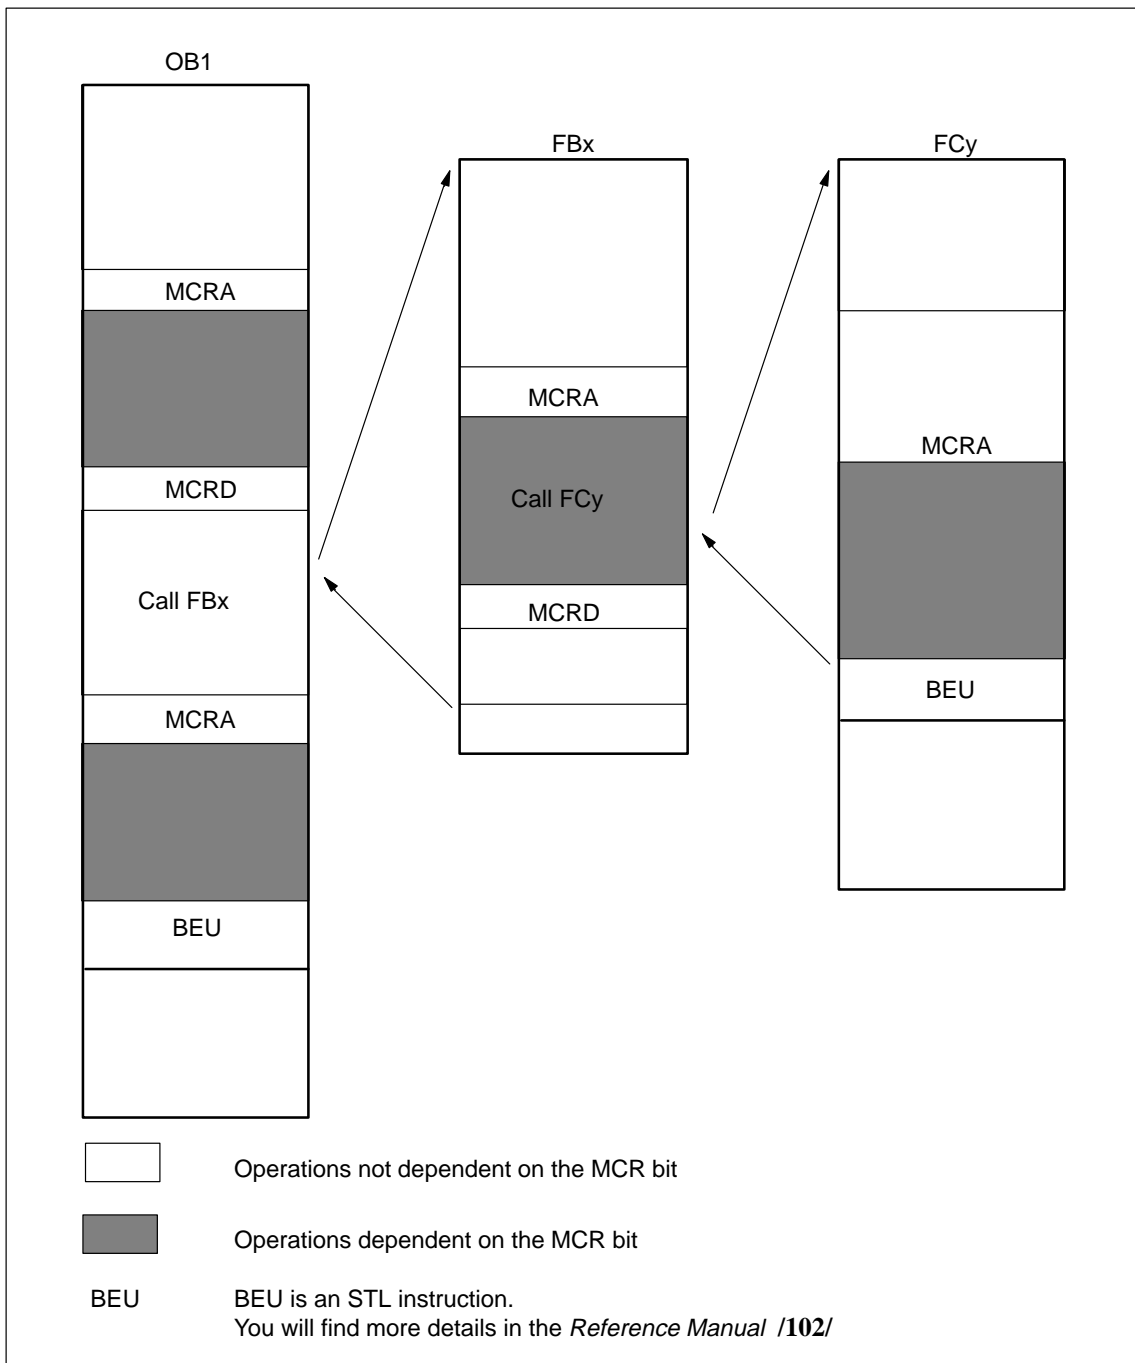 OB1
MCRA
MCRD
Call FBx
MCRA
BEU
FBx
MCRA
Call FCy
MCRD
FCy
MCRA
BEU
Operations not dependent on the MCR bit
Operations dependent on the MCR bit
BEU BEU is an STL instruction.
You will find more details in the Reference Manual /102/